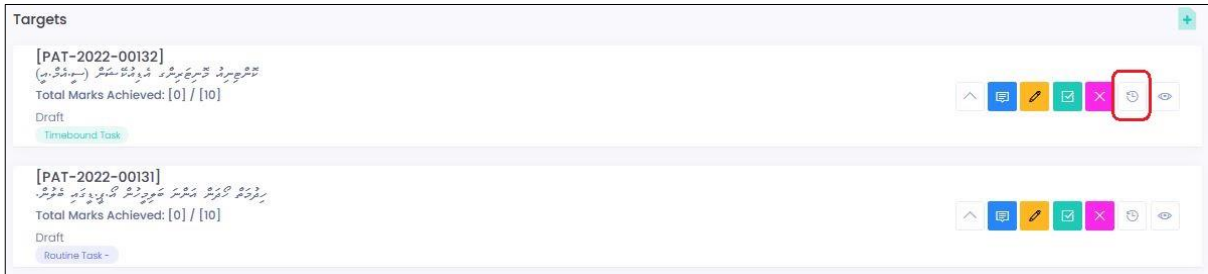 Targets
[PAT-2022-00132]
ކޮންޓިނިއު މޮނިޓަރިންގ އެޑިއުކޭޝަން (ސީ.އެމް.އީ)
Total Marks Achieved: [0] / [10]
Draft
Timebound Task
[PAT-2022-00131]
ހިދުމަތް ހޯދަން އަންނަ ބަލިމީހުން އޯ.ޕީ.ޑީގައި ބެލުން.
Total Marks Achieved: [0] / [10]
Draft
Routine Task -